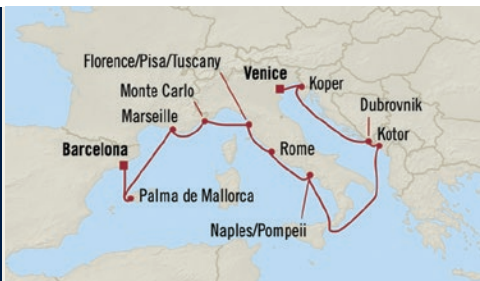 Florence/Pisa/Tuscany
Venice
Koper
Monte Carlo
Dubrovnik
Marseille
Kotor
Barcelona
Rome
Palma de Mallorca
Naples/Pompeii